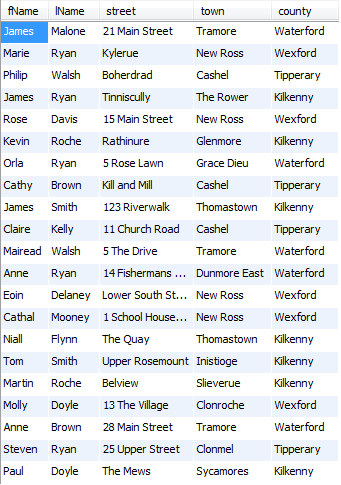 fName lName street town county
James Malone 21 Main Street Tramore Waterford
Marie Ryan Kylerue New Ross Wexford
Philip Walsh Boherdrad Cashel Tipperary
James Ryan Tinniscully The Rower Kilkenny
Rose Davis 15 Main Street New Ross Wexford
Kevin Roche Rathinure Glenmore Kilkenny
Orla Ryan 5 Rose Lawn Grace Dieu Waterford
Cathy Brown Kill and Mill Cashel Tipperary
James Smith 123 Riverwalk Thomastown Kilkenny
Claire Kelly 11 Church Road Cashel Tipperary
Mairead Walsh 5 The Drive Tramore Waterford
Anne Ryan 14 Fishermans ... Dunmore East Waterford
Eoin Delaney Lower South St... New Ross Wexford
Cathal Mooney 1 School House... New Ross Wexford
Niall Flynn The Quay Thomastown Kilkenny
Tom Smith Upper Rosemount Inistioge Kilkenny
Martin Roche Belview Slieverue Kilkenny
Molly Doyle 13 The Village Clonroche Wexford
Anne Brown 28 Main Street Tramore Waterford
Steven Ryan 25 Upper Street Clonmel Tipperary
Paul Doyle The Mews Sycamores Kilkenny